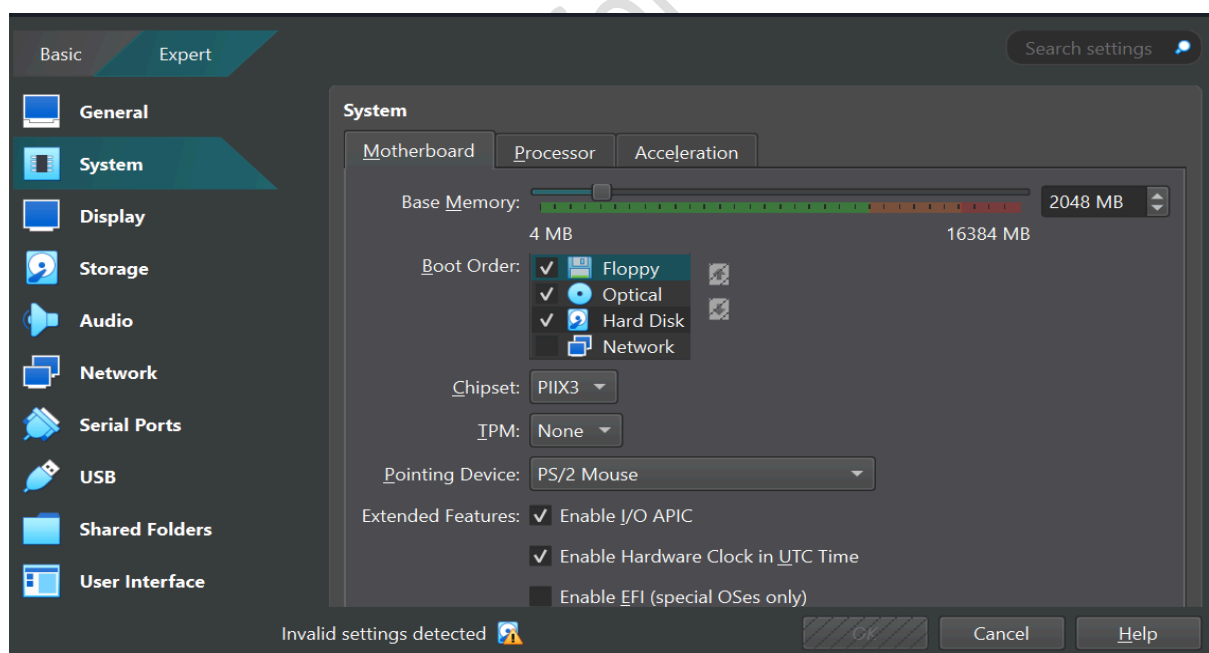 Basic Expert Search settings
General
System
Display
Storage
Audio
Network
Serial Ports
USB
Shared Folders
User Interface
System
Motherboard Processor Acceleration
Base Memory: 2048 MB
4 MB 16384 MB
Boot Order: Floppy
Optical
Hard Disk
Network
Chipset: PIIX3
TPM: None
Pointing Device: PS/2 Mouse
Extended Features: Enable I/O APIC
Enable Hardware Clock in UTC Time
Enable EFI (special OSes only)
Invalid settings detected OK Cancel Help